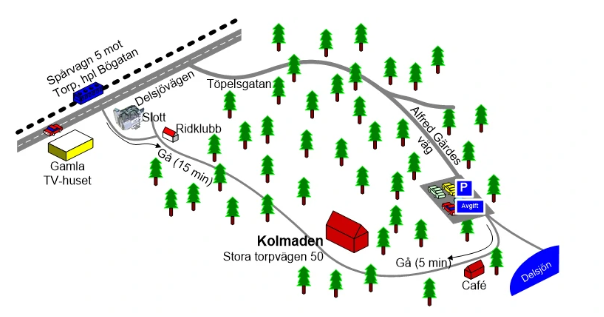 Spårvagn 5 mot
Torp, hpl Bögatan
Delsjövägen
Töpelsgatan
Slott
Ridklubb
Alfred Gärdes
väg
Gamla
TV-huset
Gå (15 min)
P
Avgift
Kolmaden
Stora torpvägen 50
Gå (5 min)
Café
Delsjön